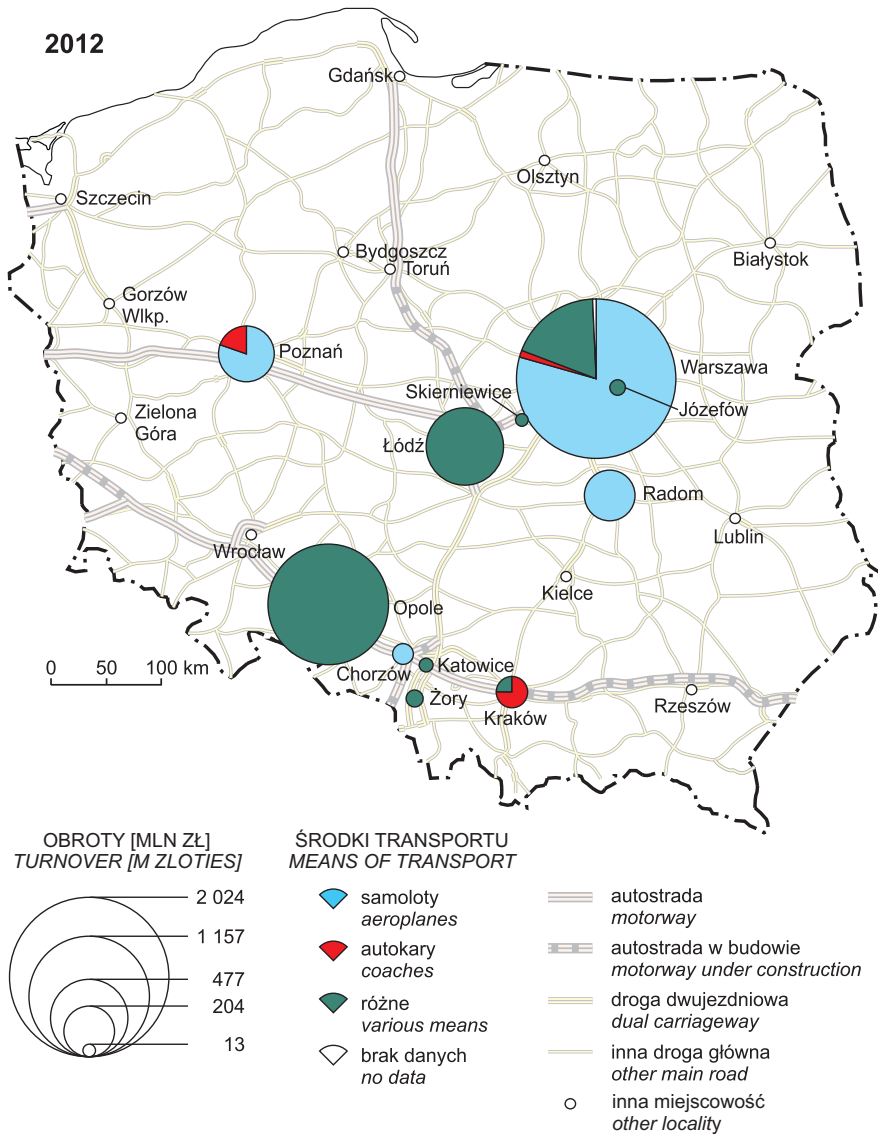 2012
Gdańsk
Olsztyn
Szczecin
Bydgoszcz
Toruń
Białystok
Gorzów
Wlkp.
Poznań
Warszawa
Skierniewice
Józefów
Zielona
Góra
Łódź
Radom
Lublin
Wrocław
Kielce
Opole
0 50 100 km
Chorzów
Katowice
Żory
Kraków
Rzeszów
OBROTY [MLN ZŁ]
TURNOVER [M ZLOTIES]
2 024
1 157
477
204
13
ŚRODKI TRANSPORTU
MEANS OF TRANSPORT
samoloty
aeroplanes
autokary
coaches
różne
various means
brak danych
no data
autostrada
motorway
autostrada w budowie
motorway under construction
droga dwujezdniowa
dual carriageway
inna droga główna
other main road
inna miejscowość
other locality